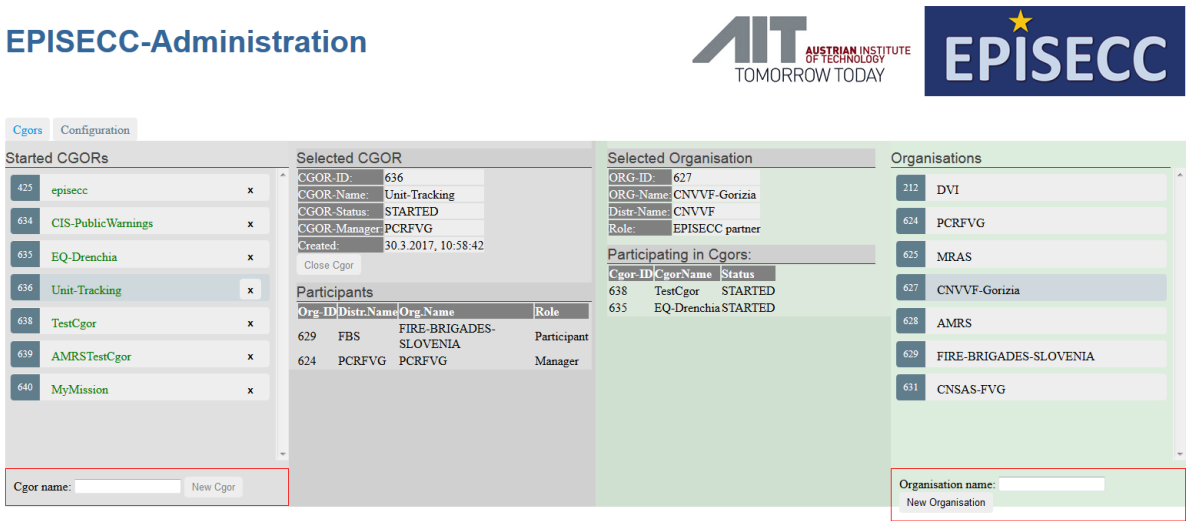 EPISECC-Administration
AIT AUSTRIAN INSTITUTE
OF TECHNOLOGY
TOMORROW TODAY
EPISECC
Cgors Configuration
Started CGORs
425 episecc x
634 CIS-PublicWarnings x
635 EQ-Drenchia x
636 Unit-Tracking x
638 TestCgor x
639 AMRSTestCgor x
640 MyMission x
Cgor name: New Cgor
Selected CGOR
CGOR-ID: 636
CGOR-Name: Unit-Tracking
CGOR-Status: STARTED
CGOR-Manager: PCRFVG
Created: 30.3.2017, 10:58:42
Close Cgor
Participants
Org-ID Distr.Name Org.Name Role
629 FBS FIRE-BRIGADES-
SLOVENIA Participant
624 PCRFVG PCRFVG Manager
Selected Organisation
ORG-ID: 627
ORG-Name: CNVVF-Gorizia
Distr-Name: CNVVF
Role: EPISECC partner
Participating in Cgors:
Cgor-ID CgorName Status
638 TestCgor STARTED
635 EQ-Drenchia STARTED
Organisations
212 DVI
624 PCRFVG
625 MRAS
627 CNVVF-Gorizia
628 AMRS
629 FIRE-BRIGADES-SLOVENIA
631 CNSAS-FVG
Organisation name:
New Organisation